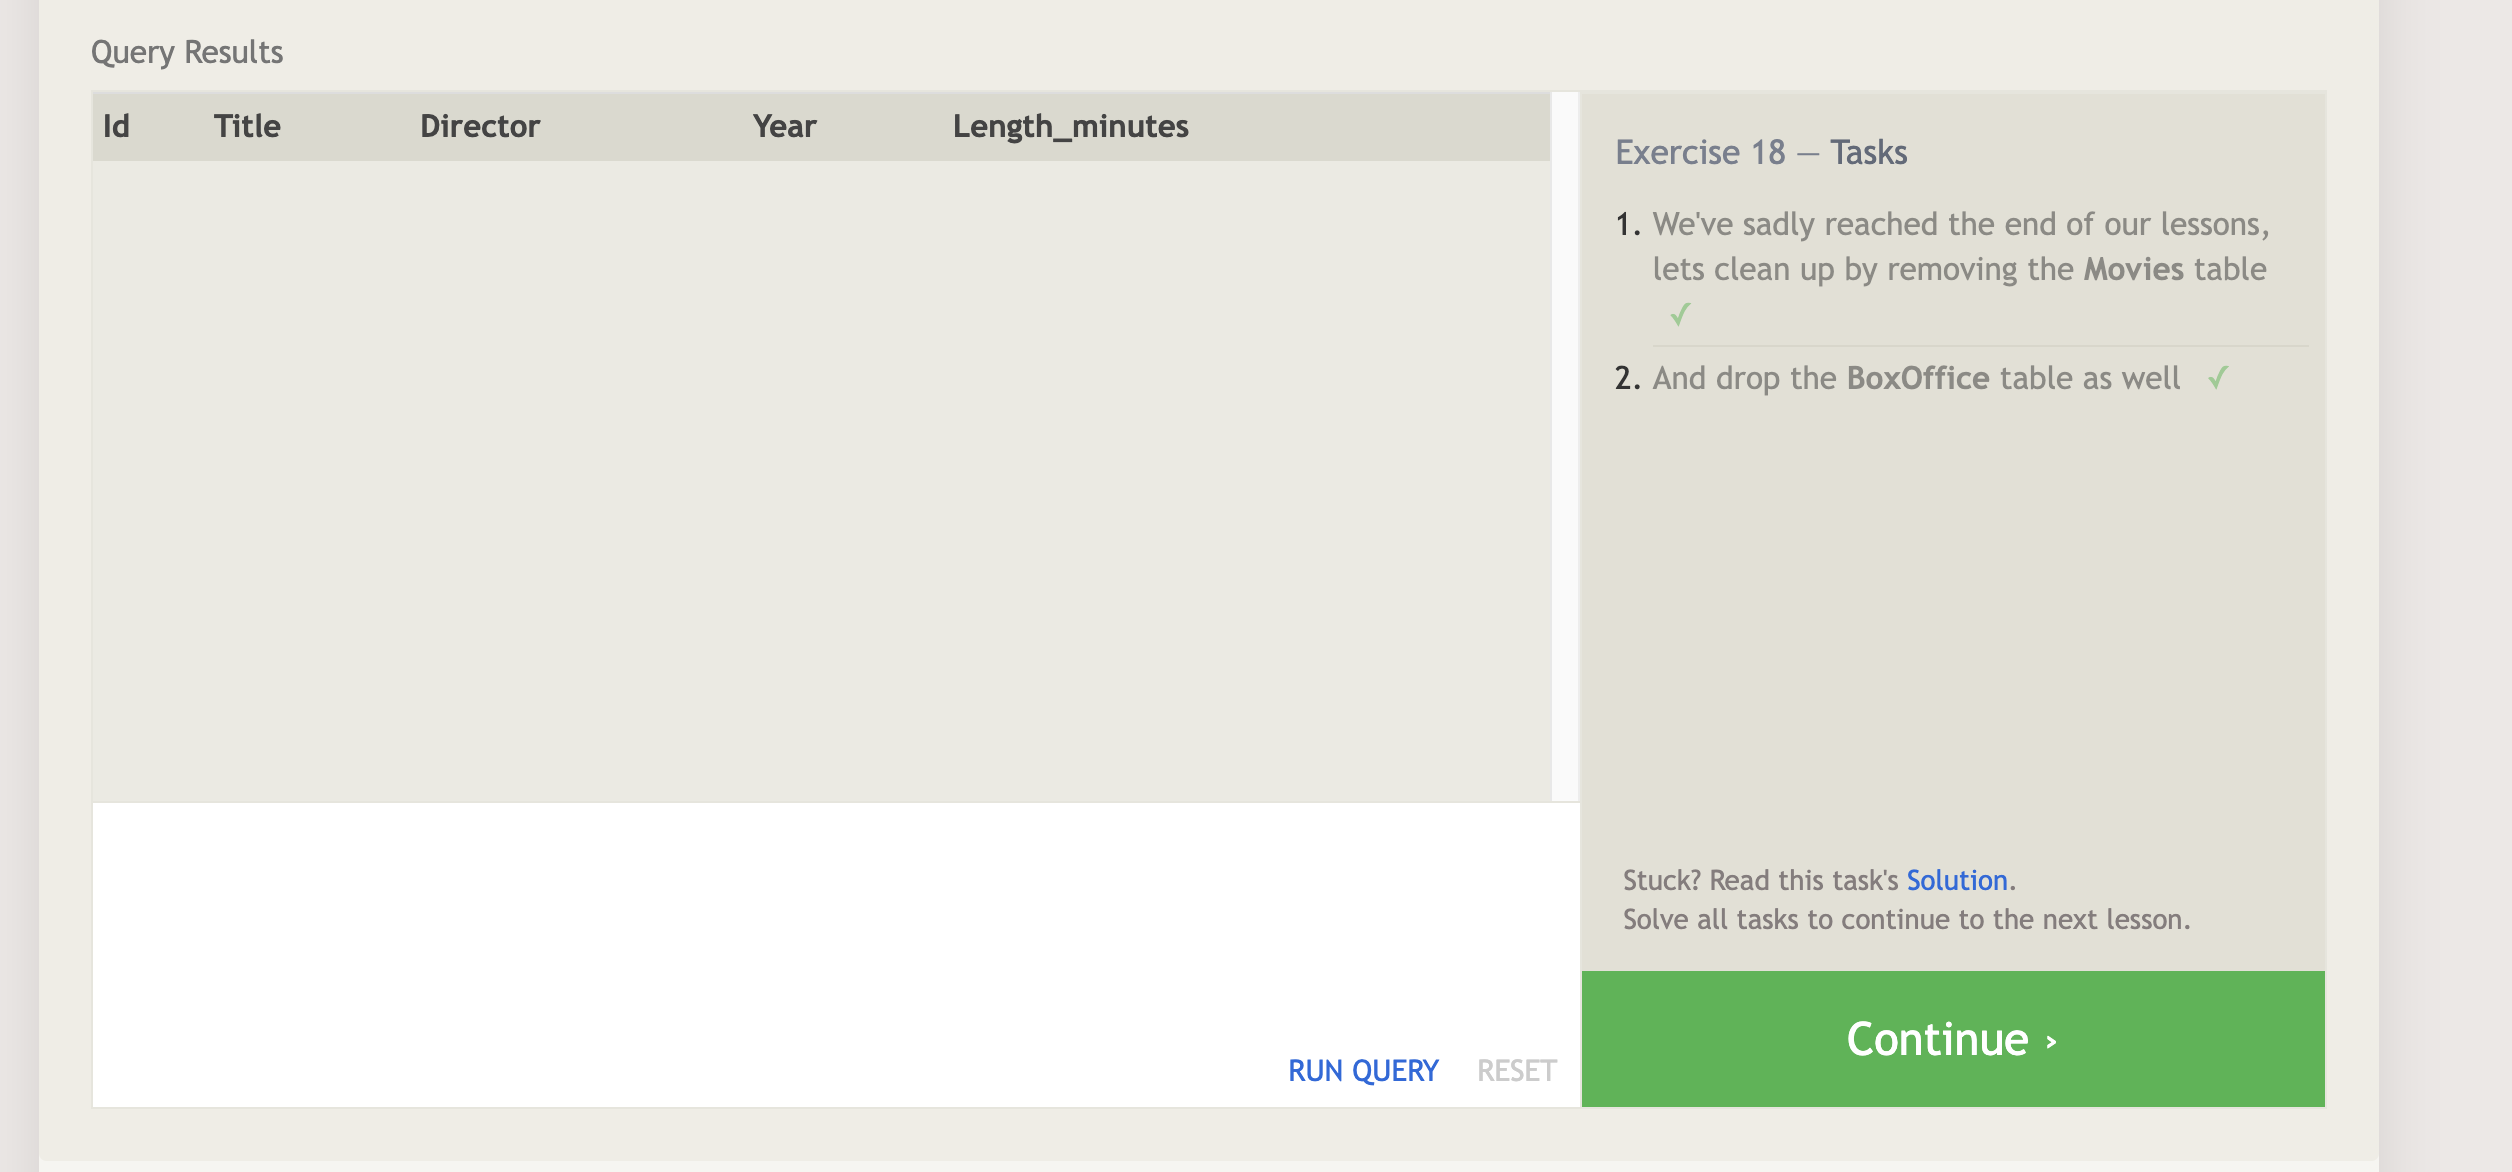 Query Results
Id Title Director Year Length_minutes
Exercise 18 — Tasks
1. We've sadly reached the end of our lessons,
lets clean up by removing the Movies table
✓
2. And drop the BoxOffice table as well ✓
Stuck? Read this task's Solution.
Solve all tasks to continue to the next lesson.
RUN QUERY RESET
Continue ›